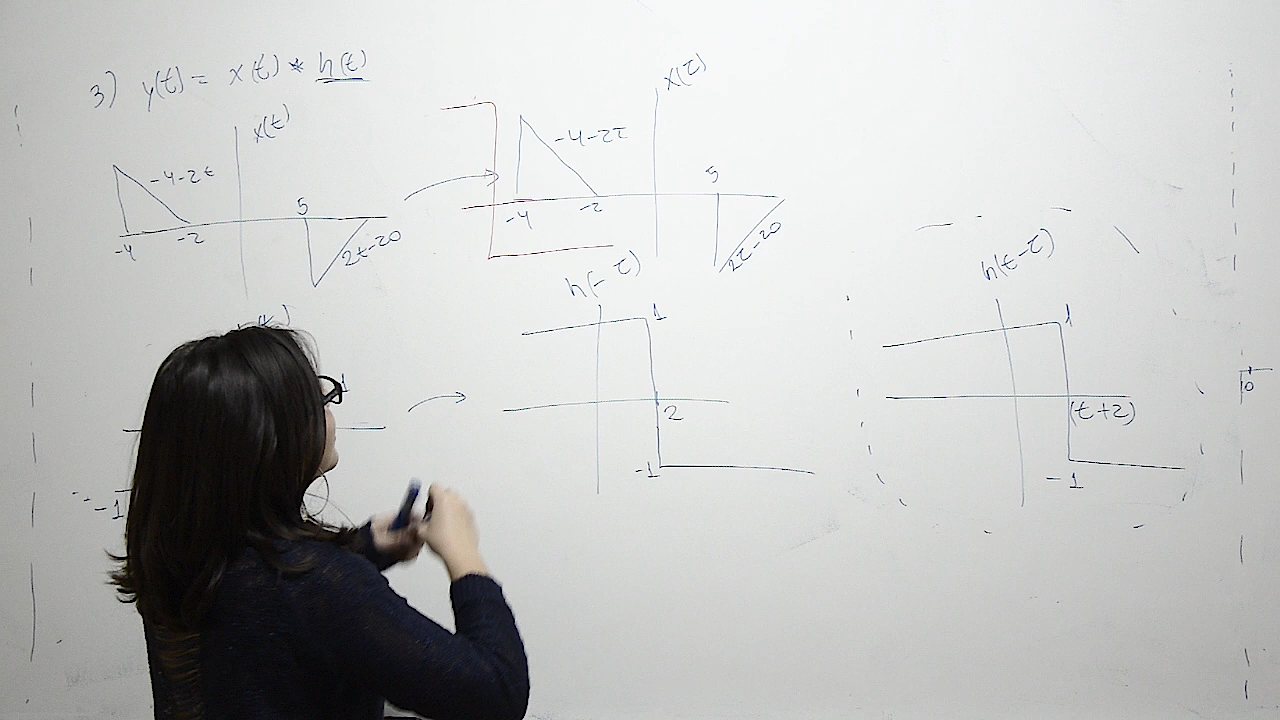 3) y(t) = x(t) * h(t)
x(t)
-4-2t
-4
-2
5
2t-20
x(τ)
-4-2τ
-4
-2
5
2τ-20
1
-1
h(-τ)
1
2
-1
h(t-τ)
1
(t+2)
-1